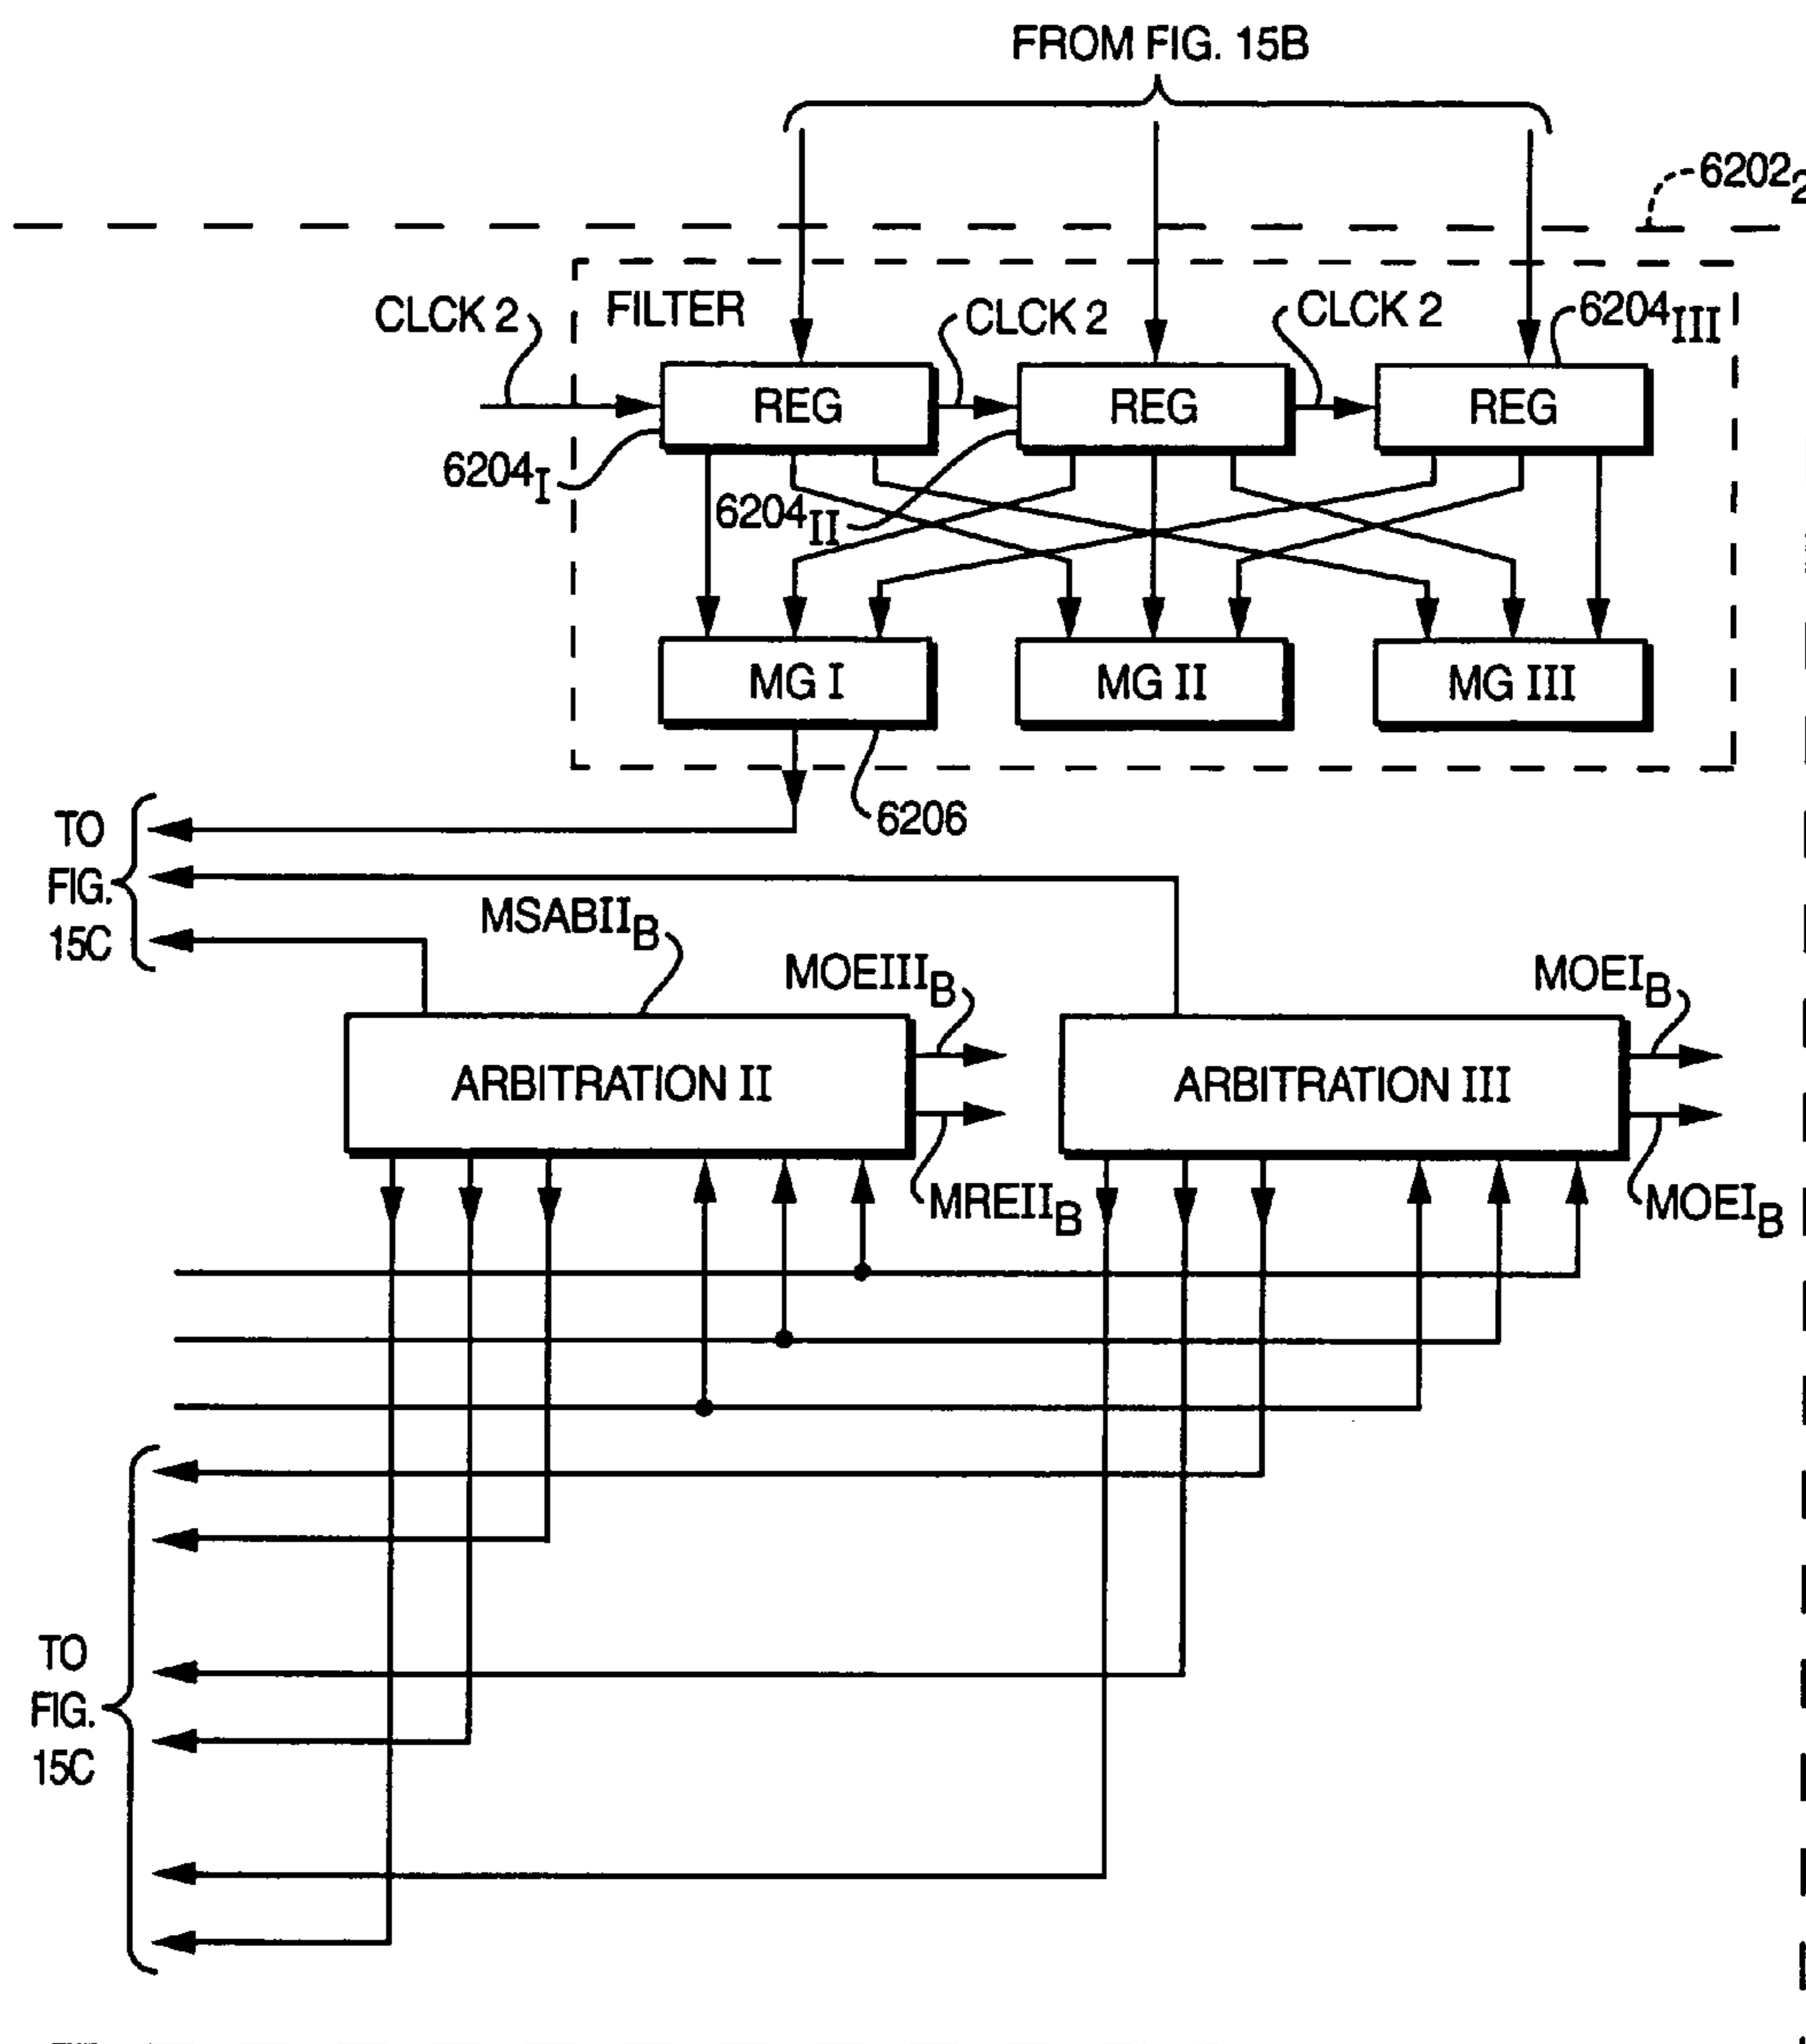 FROM FIG. 15B
6202₂
CLCK 2
FILTER
CLCK 2
CLCK 2
6204III
REG
REG
REG
6204I
6204II
MG I
MG II
MG III
6206
TO
FIG.
15C
MSABIIB
MOEIIIB
MOEIB
ARBITRATION II
ARBITRATION III
MREIIB
MOEIB
TO
FIG.
15C